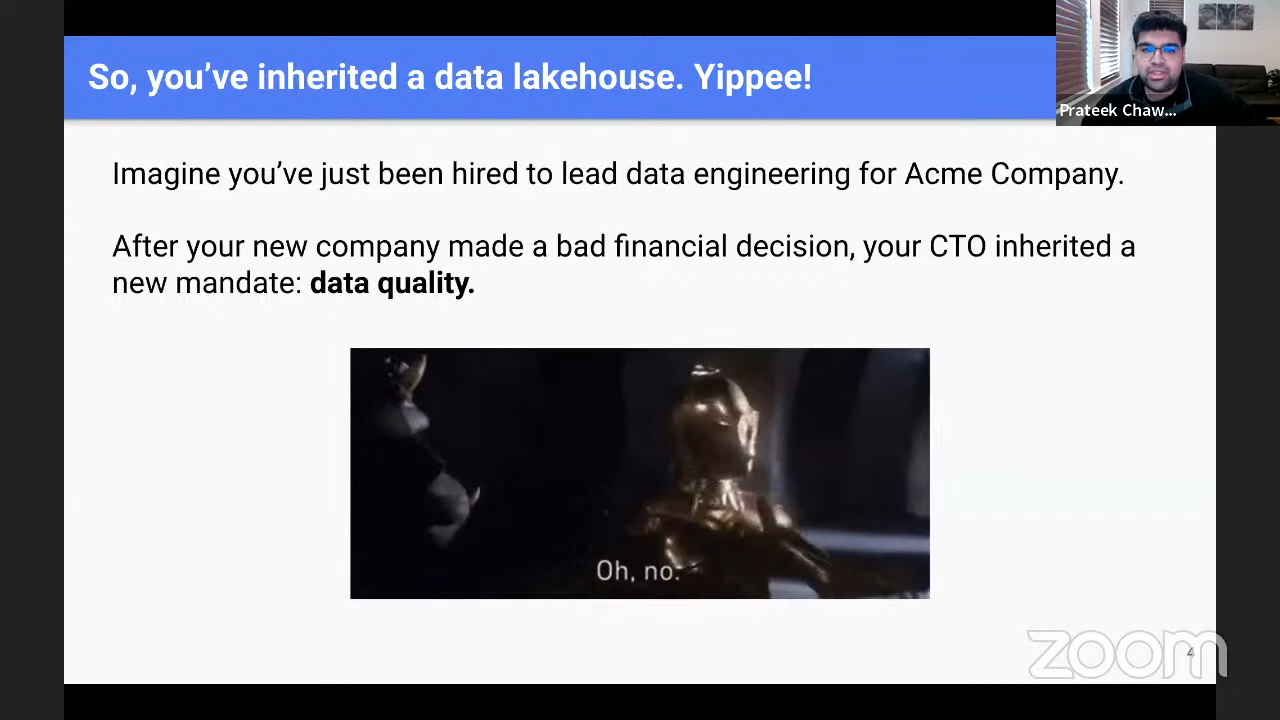 So, you’ve inherited a data lakehouse. Yippee!
Prateek Chaw...
Imagine you’ve just been hired to lead data engineering for Acme Company.
After your new company made a bad financial decision, your CTO inherited a
new mandate: data quality.
Oh, no.
zoom
4